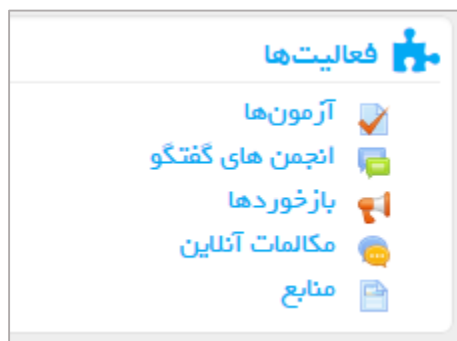 فعالیت‌ها
آزمون‌ها
انجمن های گفتگو
بازخوردها
مکالمات آنلاین
منابع